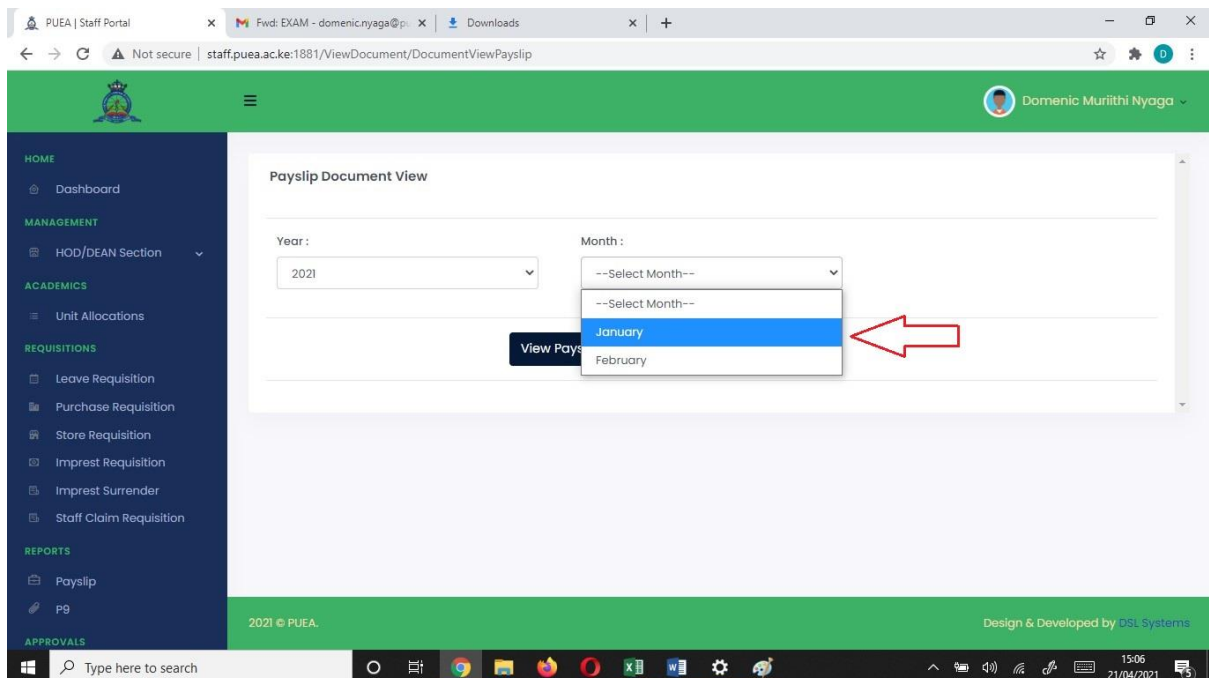 PUEA | Staff Portal
Fwd: EXAM - domenic.nyaga@pu
Downloads
Not secure | staff.puea.ac.ke:1881/ViewDocument/DocumentViewPayslip
D
Domenic Muriithi Nyaga
HOME
Dashboard
MANAGEMENT
HOD/DEAN Section
ACADEMICS
Unit Allocations
REQUISITIONS
Leave Requisition
Purchase Requisition
Store Requisition
Imprest Requisition
Imprest Surrender
Staff Claim Requisition
REPORTS
Payslip
P9
APPROVALS
Payslip Document View
Year :
Month :
2021
--Select Month--
--Select Month--
January
February
View Pays
2021 © PUEA.
Design & Developed by DSL Systems
Type here to search
15:06
21/04/2021